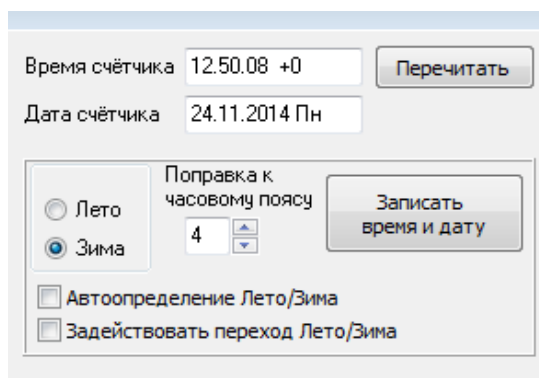 Время счётчика 12.50.08 +0 Перечитать
Дата счётчика 24.11.2014 Пн
Поправка к
часовому поясу
Лето
Зима
4
Записать
время и дату
Автоопределение Лето/Зима
Задействовать переход Лето/Зима